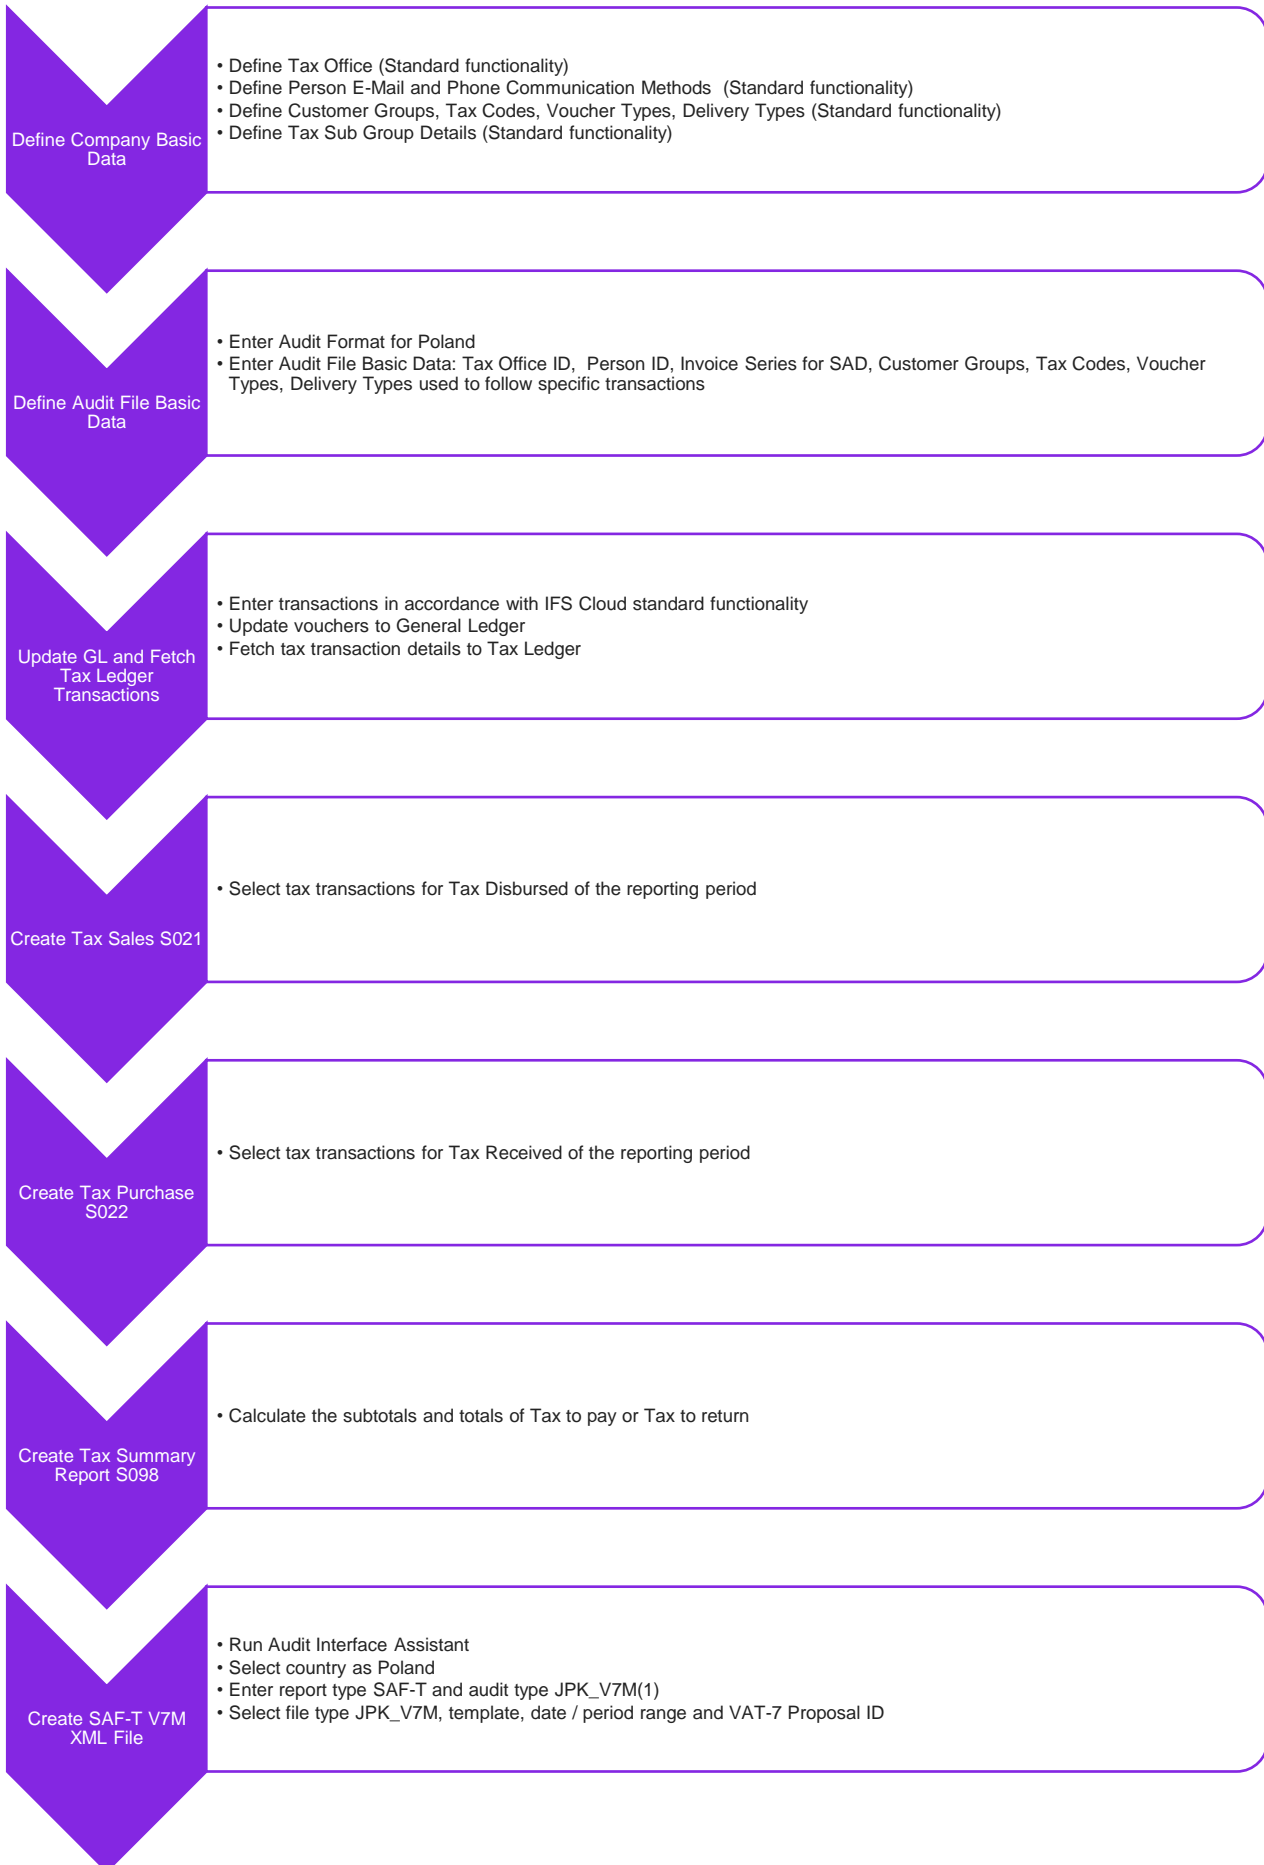 Define Company Basic
Data
• Define Tax Office (Standard functionality)
• Define Person E-Mail and Phone Communication Methods  (Standard functionality)
• Define Customer Groups, Tax Codes, Voucher Types, Delivery Types (Standard functionality)
• Define Tax Sub Group Details (Standard functionality)
Define Audit File Basic
Data
• Enter Audit Format for Poland
• Enter Audit File Basic Data: Tax Office ID,  Person ID, Invoice Series for SAD, Customer Groups, Tax Codes, Voucher
Types, Delivery Types used to follow specific transactions
Update GL and Fetch
Tax Ledger
Transactions
• Enter transactions in accordance with IFS Cloud standard functionality
• Update vouchers to General Ledger
• Fetch tax transaction details to Tax Ledger
Create Tax Sales S021
• Select tax transactions for Tax Disbursed of the reporting period
Create Tax Purchase
S022
• Select tax transactions for Tax Received of the reporting period
Create Tax Summary
Report S098
• Calculate the subtotals and totals of Tax to pay or Tax to return
Create SAF-T V7M
XML File
• Run Audit Interface Assistant
• Select country as Poland
• Enter report type SAF-T and audit type JPK_V7M(1)
• Select file type JPK_V7M, template, date / period range and VAT-7 Proposal ID